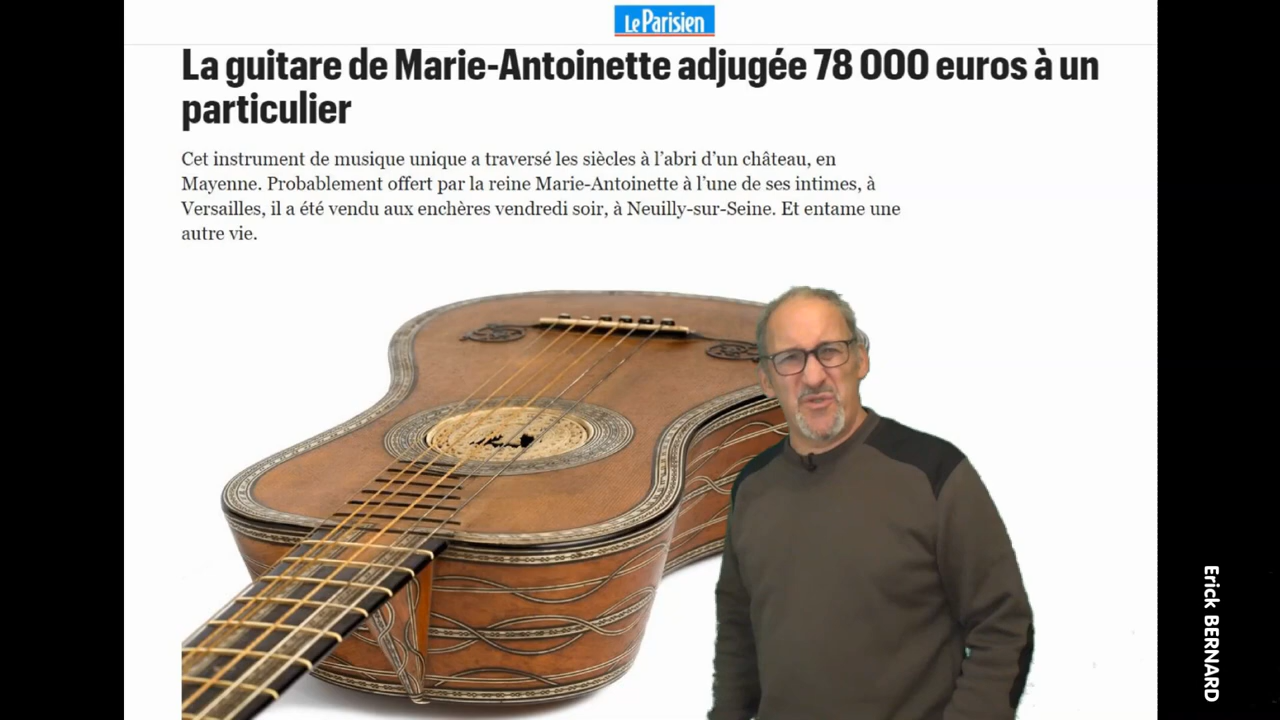 Le Parisien
La guitare de Marie-Antoinette adjugée 78 000 euros à un
particulier
Cet instrument de musique unique a traversé les siècles à l'abri d'un château, en
Mayenne. Probablement offert par la reine Marie-Antoinette à l'une de ses intimes, à
Versailles, il a été vendu aux enchères vendredi soir, à Neuilly-sur-Seine. Et entame une
autre vie.
Erick BERNARD